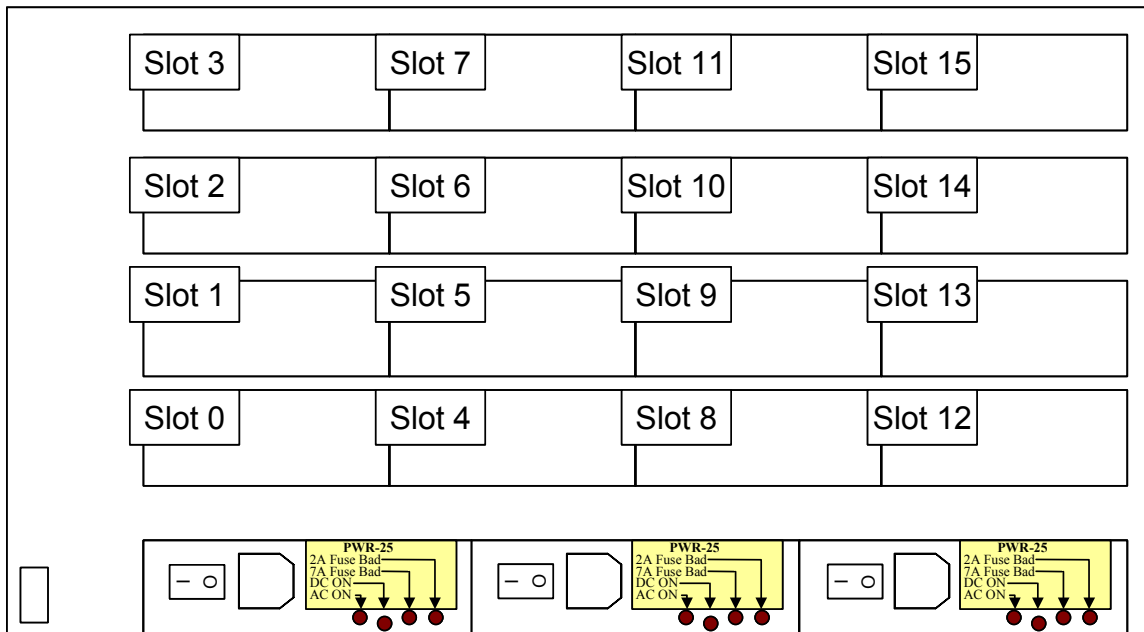 Slot 3 Slot 7 Slot 11 Slot 15
Slot 2 Slot 6 Slot 10 Slot 14
Slot 1 Slot 5 Slot 9 Slot 13
Slot 0 Slot 4 Slot 8 Slot 12
I O
PWR-25
2A Fuse Bad
7A Fuse Bad
DC ON
AC ON
I O
PWR-25
2A Fuse Bad
7A Fuse Bad
DC ON
AC ON
I O
PWR-25
2A Fuse Bad
7A Fuse Bad
DC ON
AC ON